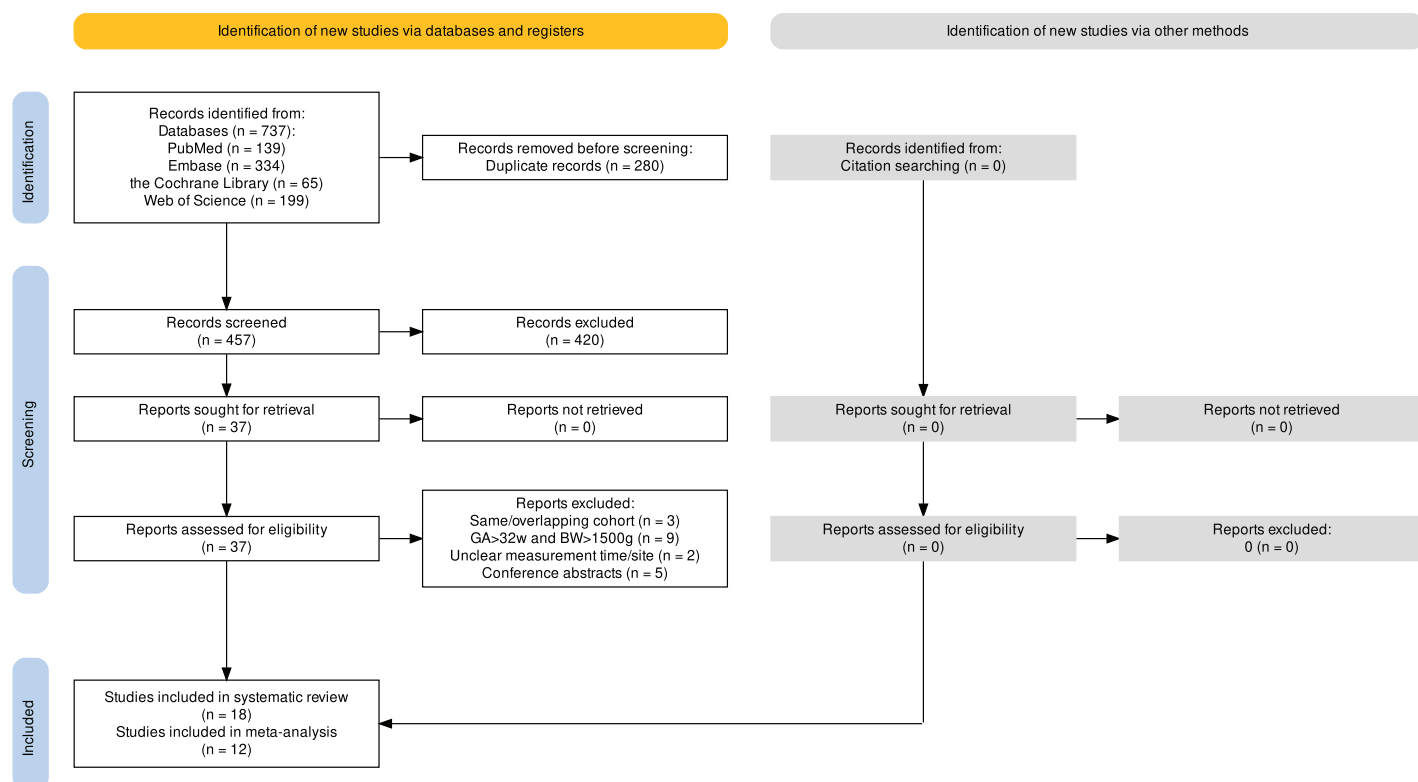 Identification of new studies via databases and registers
Identification of new studies via other methods
Identification
Records identified from:
Databases (n = 737):
PubMed (n = 139)
Embase (n = 334)
the Cochrane Library (n = 65)
Web of Science (n = 199)
Records removed before screening:
Duplicate records (n = 280)
Records identified from:
Citation searching (n = 0)
Screening
Records screened
(n = 457)
Records excluded
(n = 420)
Reports sought for retrieval
(n = 37)
Reports not retrieved
(n = 0)
Reports sought for retrieval
(n = 0)
Reports not retrieved
(n = 0)
Reports assessed for eligibility
(n = 37)
Reports excluded:
Same/overlapping cohort (n = 3)
GA>32w and BW>1500g (n = 9)
Unclear measurement time/site (n = 2)
Conference abstracts (n = 5)
Reports assessed for eligibility
(n = 0)
Reports excluded:
0 (n = 0)
Included
Studies included in systematic review
(n = 18)
Studies included in meta-analysis
(n = 12)